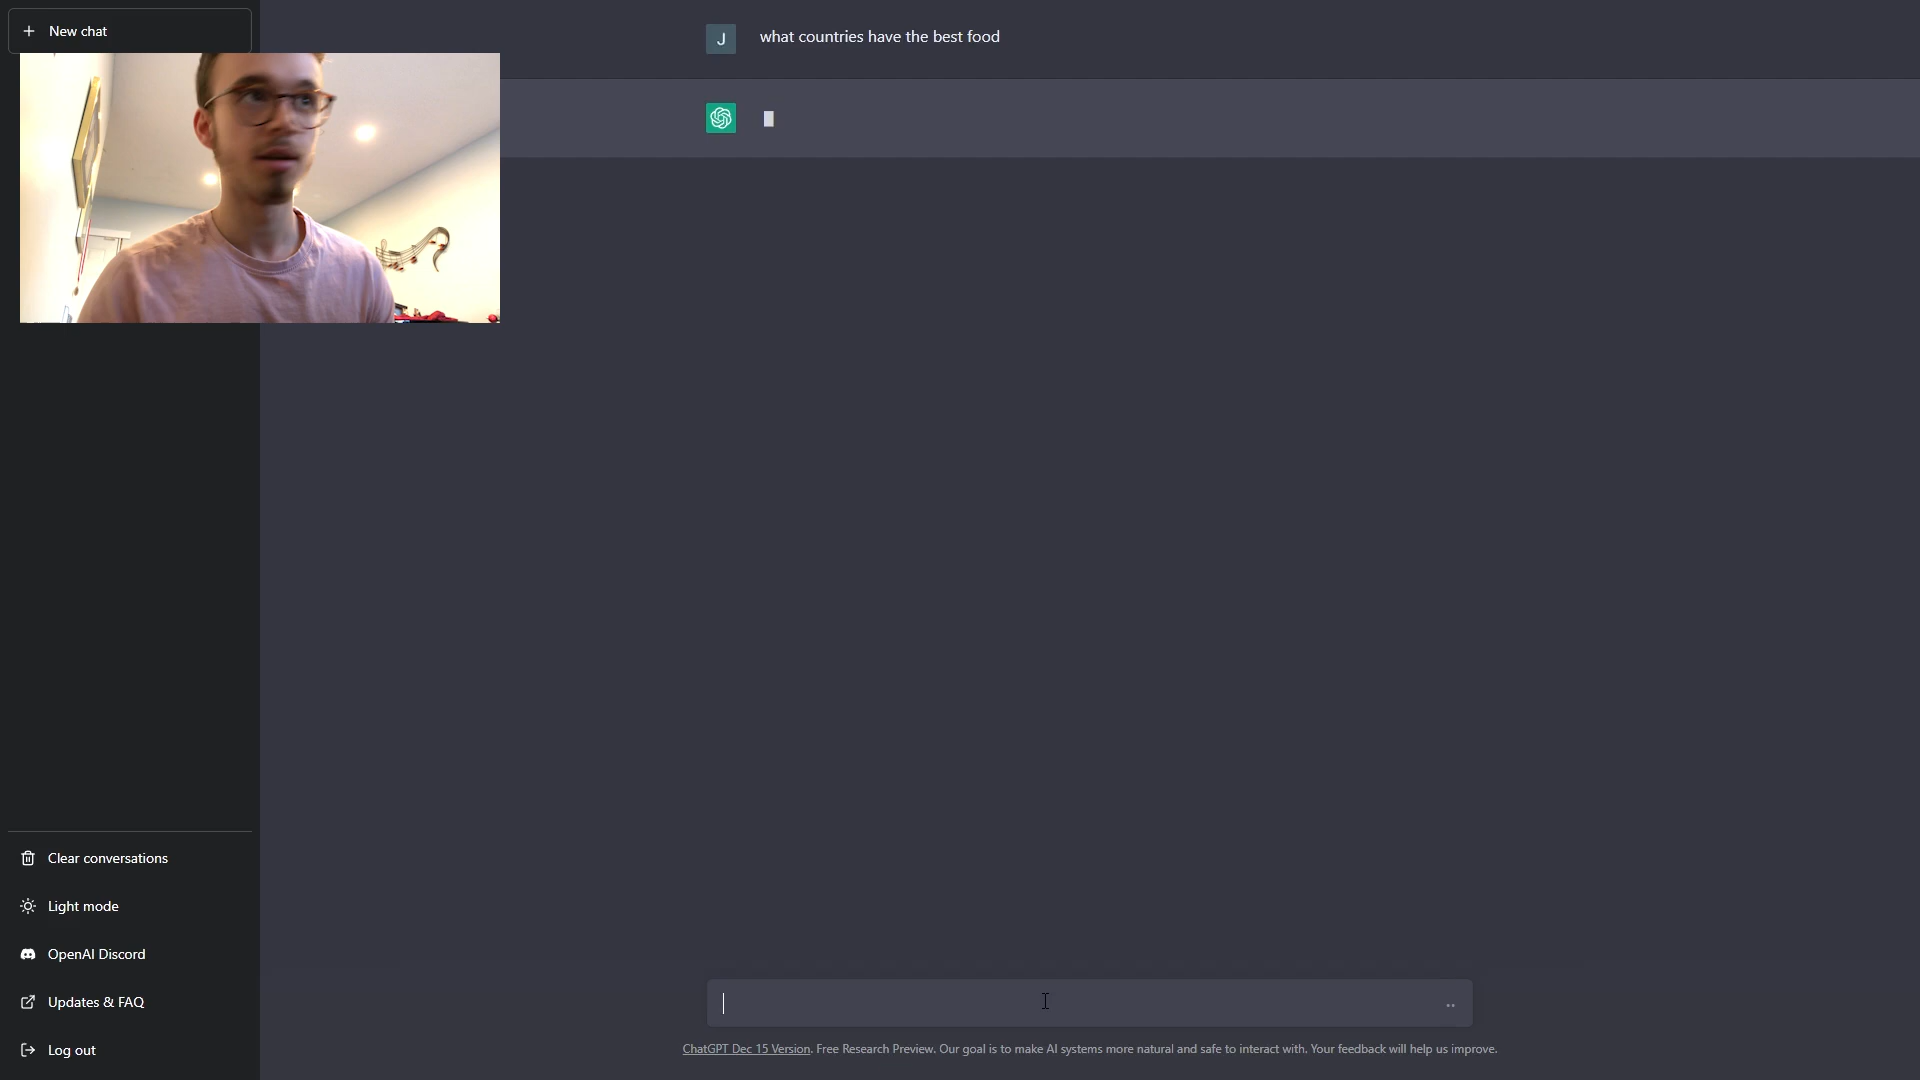 New chat
J
what countries have the best food
Clear conversations
Light mode
OpenAI Discord
Updates & FAQ
Log out
ChatGPT Dec 15 Version. Free Research Preview. Our goal is to make AI systems more natural and safe to interact with. Your feedback will help us improve.